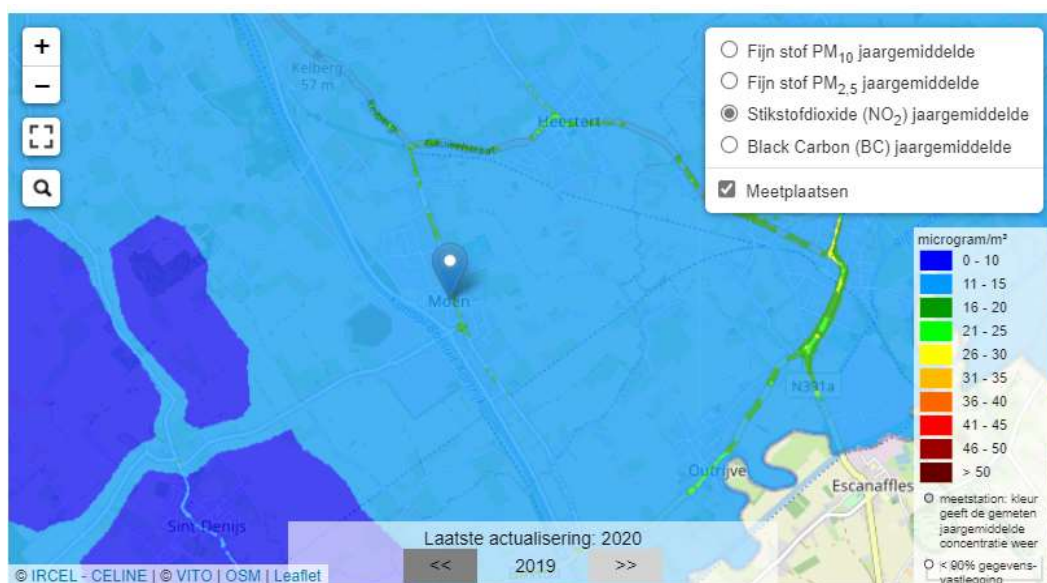 +
−
Kelberg
57 m
Heestert
Fijn stof PM10 jaargemiddelde
Fijn stof PM2,5 jaargemiddelde
Stikstofdioxide (NO2) jaargemiddelde
Black Carbon (BC) jaargemiddelde
Meetplaatsen
Moen
microgram/m³
0 - 10
11 - 15
16 - 20
21 - 25
26 - 30
31 - 35
36 - 40
41 - 45
46 - 50
> 50
N391a
Outrijve
Escanaffles
Sint-Denijs
meetstation: kleur
geeft de gemeten
jaargemiddelde
concentratie weer
< 90% gegevens-
vastlegging
Laatste actualisering: 2020
<< 2019 >>
© IRCEL - CELINE | © VITO | OSM | Leaflet